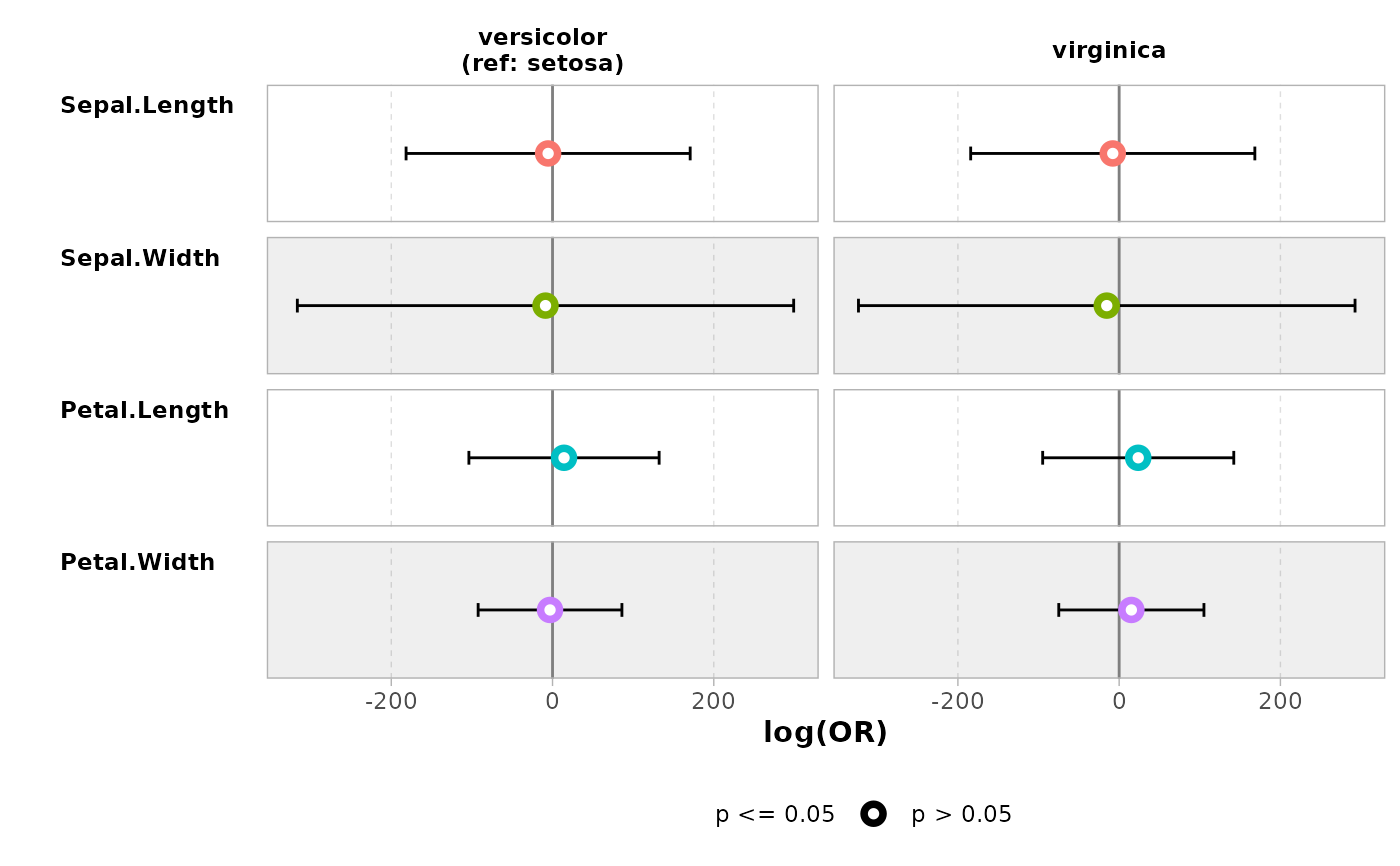 versicolor
(ref: setosa)
virginica
Sepal.Length
Sepal.Width
Petal.Length
Petal.Width
-200 0 200 -200 0 200
log(OR)
p <= 0.05 p > 0.05